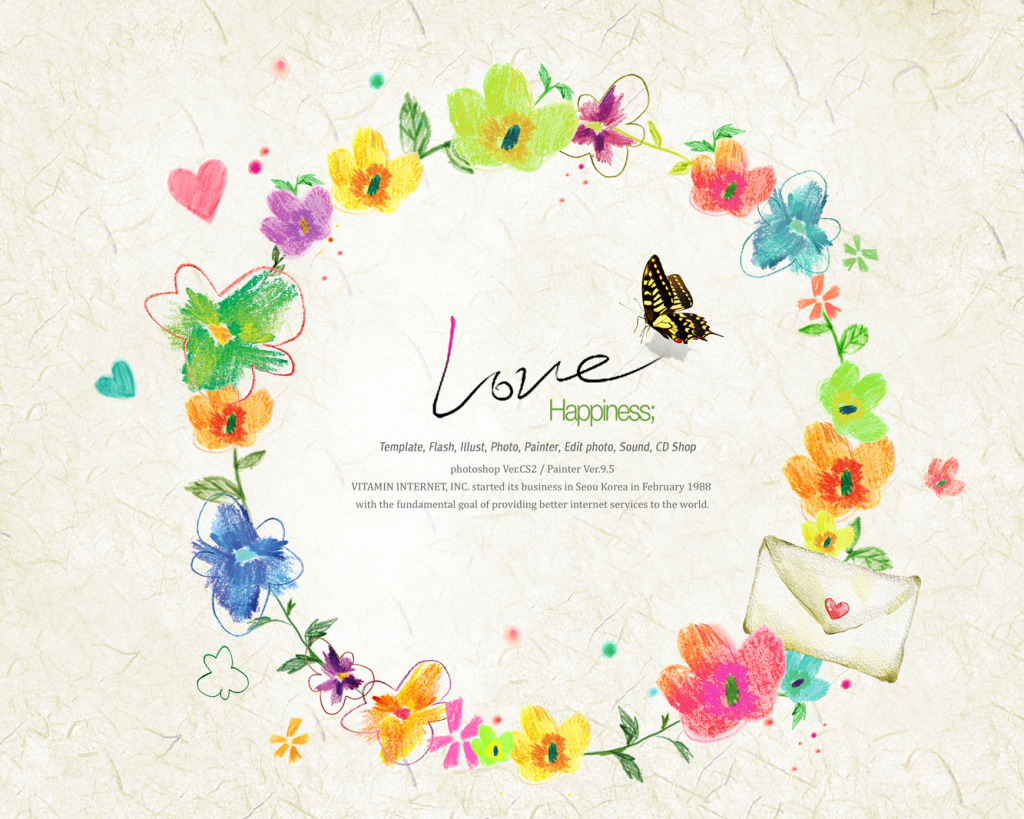 Love
Happiness;
Template, Flash, Illust, Photo, Painter, Edit photo, Sound, CD Shop
photoshop Ver.CS2 / Painter Ver.9.5
VITAMIN INTERNET, INC. started its business in Seou Korea in February 1988
with the fundamental goal of providing better internet services to the world.